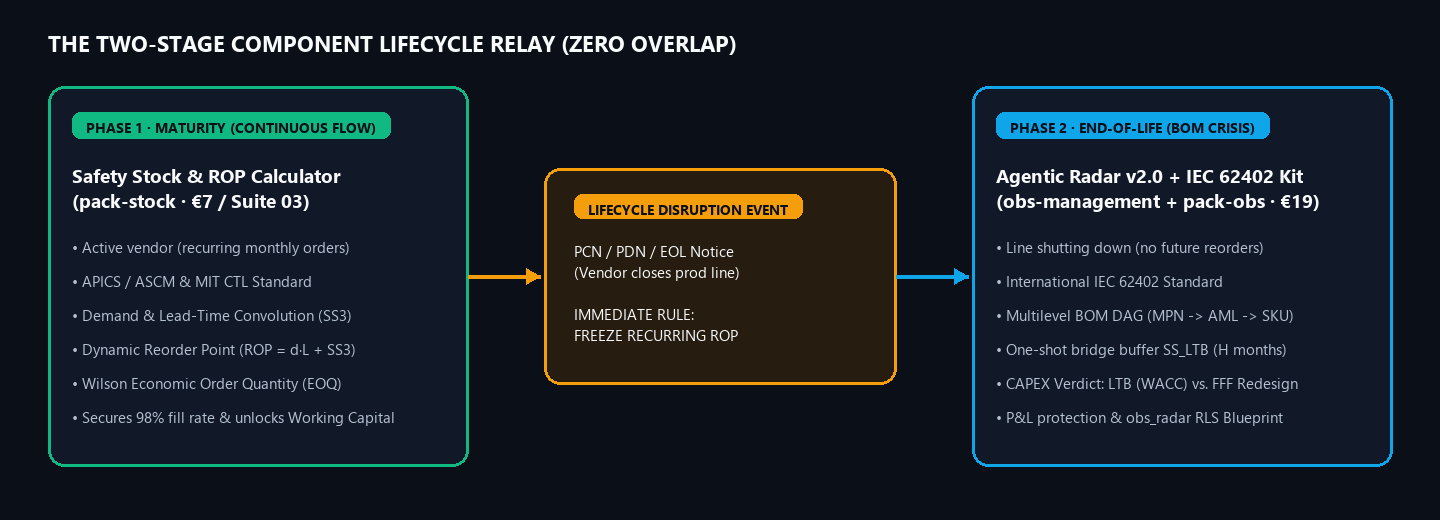 THE TWO-STAGE COMPONENT LIFECYCLE RELAY (ZERO OVERLAP)
PHASE 1 · MATURITY (CONTINUOUS FLOW)
Safety Stock & ROP Calculator
(pack-stock · €7 / Suite 03)
• Active vendor (recurring monthly orders)
• APICS / ASCM & MIT CTL Standard
• Demand & Lead-Time Convolution (SS3)
• Dynamic Reorder Point (ROP = d·L + SS3)
• Wilson Economic Order Quantity (EOQ)
• Secures 98% fill rate & unlocks Working Capital
LIFECYCLE DISRUPTION EVENT
PCN / PDN / EOL Notice
(Vendor closes prod line)
IMMEDIATE RULE:
FREEZE RECURRING ROP
PHASE 2 · END-OF-LIFE (BOM CRISIS)
Agentic Radar v2.0 + IEC 62402 Kit
(obs-management + pack-obs · €19)
• Line shutting down (no future reorders)
• International IEC 62402 Standard
• Multilevel BOM DAG (MPN -> AML -> SKU)
• One-shot bridge buffer SS_LTB (H months)
• CAPEX Verdict: LTB (WACC) vs. FFF Redesign
• P&L protection & obs_radar RLS Blueprint